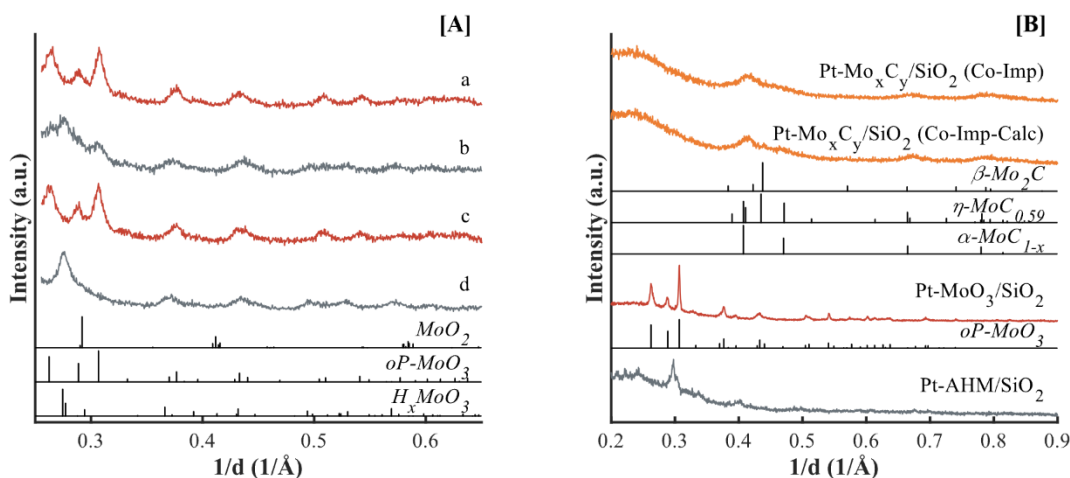 [A]
Intensity (a.u.)
a
b
c
d
MoO2
oP-MoO3
HxMoO3
0.3 0.4 0.5 0.6
1/d (1/Å)
[B]
Intensity (a.u.)
Pt-MoxCy/SiO2 (Co-Imp)
Pt-MoxCy/SiO2 (Co-Imp-Calc)
β-Mo2C
η-MoC0.59
α-MoC1-x
Pt-MoO3/SiO2
oP-MoO3
Pt-AHM/SiO2
0.2 0.3 0.4 0.5 0.6 0.7 0.8 0.9
1/d (1/Å)